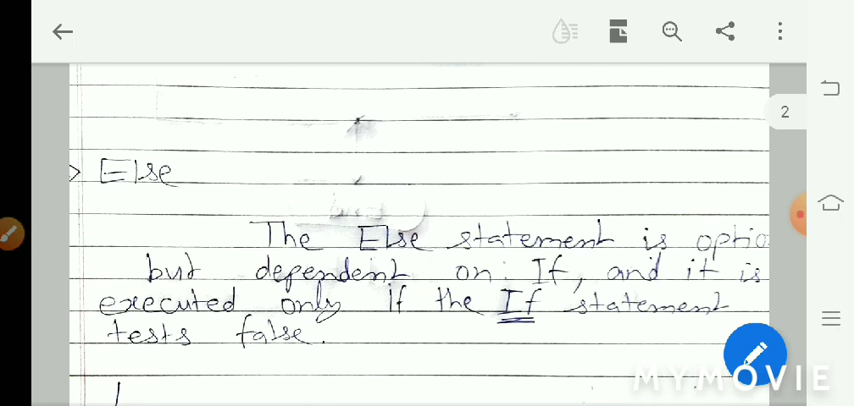 2
> Else
The Else statement is optio
but dependent on If, and it is
executed only if the If statement
tests false.
MYMOVIE